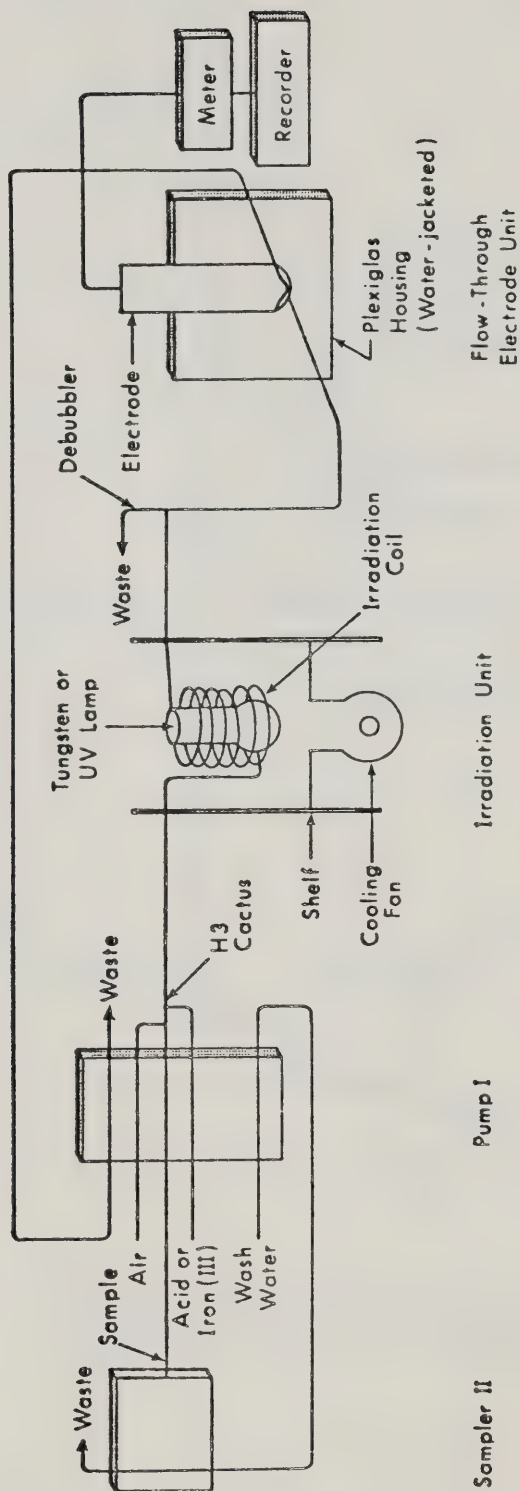 Waste
Sample
Air
Acid or
Iron (III)
Wash
Water
Waste
H3
Cactus
Tungsten or
UV Lamp
Shelf
Cooling
Fan
Irradiation
Coil
Waste
Debubbler
Electrode
Plexiglas
Housing
(Water-jacketed)
Meter
Recorder
Sampler II
Pump I
Irradiation Unit
Flow-Through
Electrode Unit